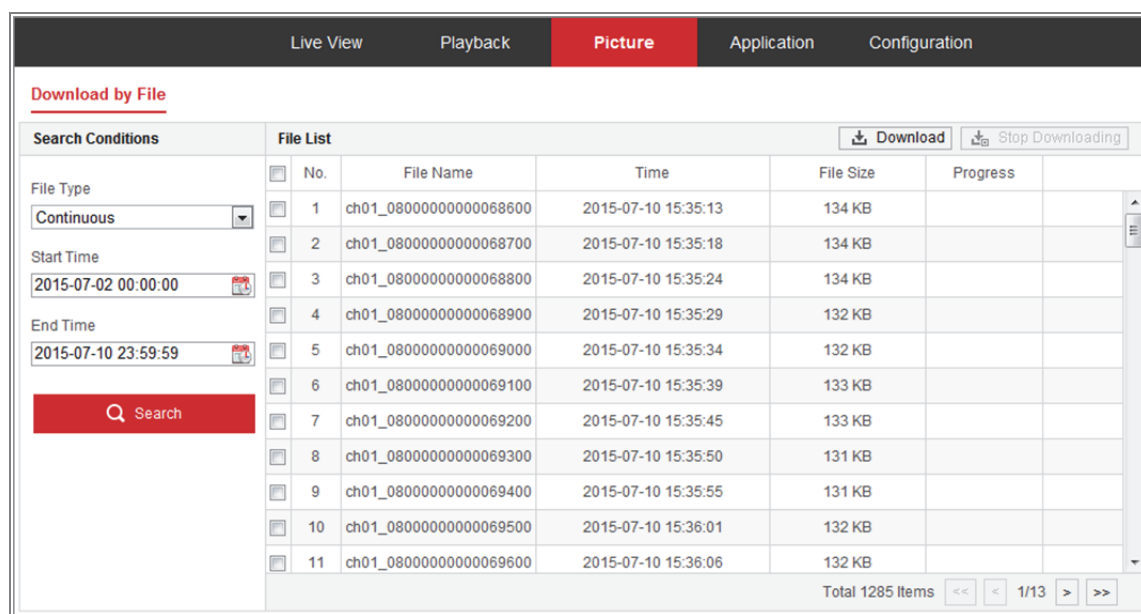 Live View Playback Picture Application Configuration
Download by File
Search Conditions
File Type
Continuous
Start Time
2015-07-02 00:00:00
End Time
2015-07-10 23:59:59
Search
File List Download Stop Downloading
No. File Name Time File Size Progress
1 ch01_08000000000068600 2015-07-10 15:35:13 134 KB
2 ch01_08000000000068700 2015-07-10 15:35:18 134 KB
3 ch01_08000000000068800 2015-07-10 15:35:24 134 KB
4 ch01_08000000000068900 2015-07-10 15:35:29 132 KB
5 ch01_08000000000069000 2015-07-10 15:35:34 132 KB
6 ch01_08000000000069100 2015-07-10 15:35:39 133 KB
7 ch01_08000000000069200 2015-07-10 15:35:45 133 KB
8 ch01_08000000000069300 2015-07-10 15:35:50 131 KB
9 ch01_08000000000069400 2015-07-10 15:35:55 131 KB
10 ch01_08000000000069500 2015-07-10 15:36:01 132 KB
11 ch01_08000000000069600 2015-07-10 15:36:06 132 KB
Total 1285 Items << < 1/13 > >>